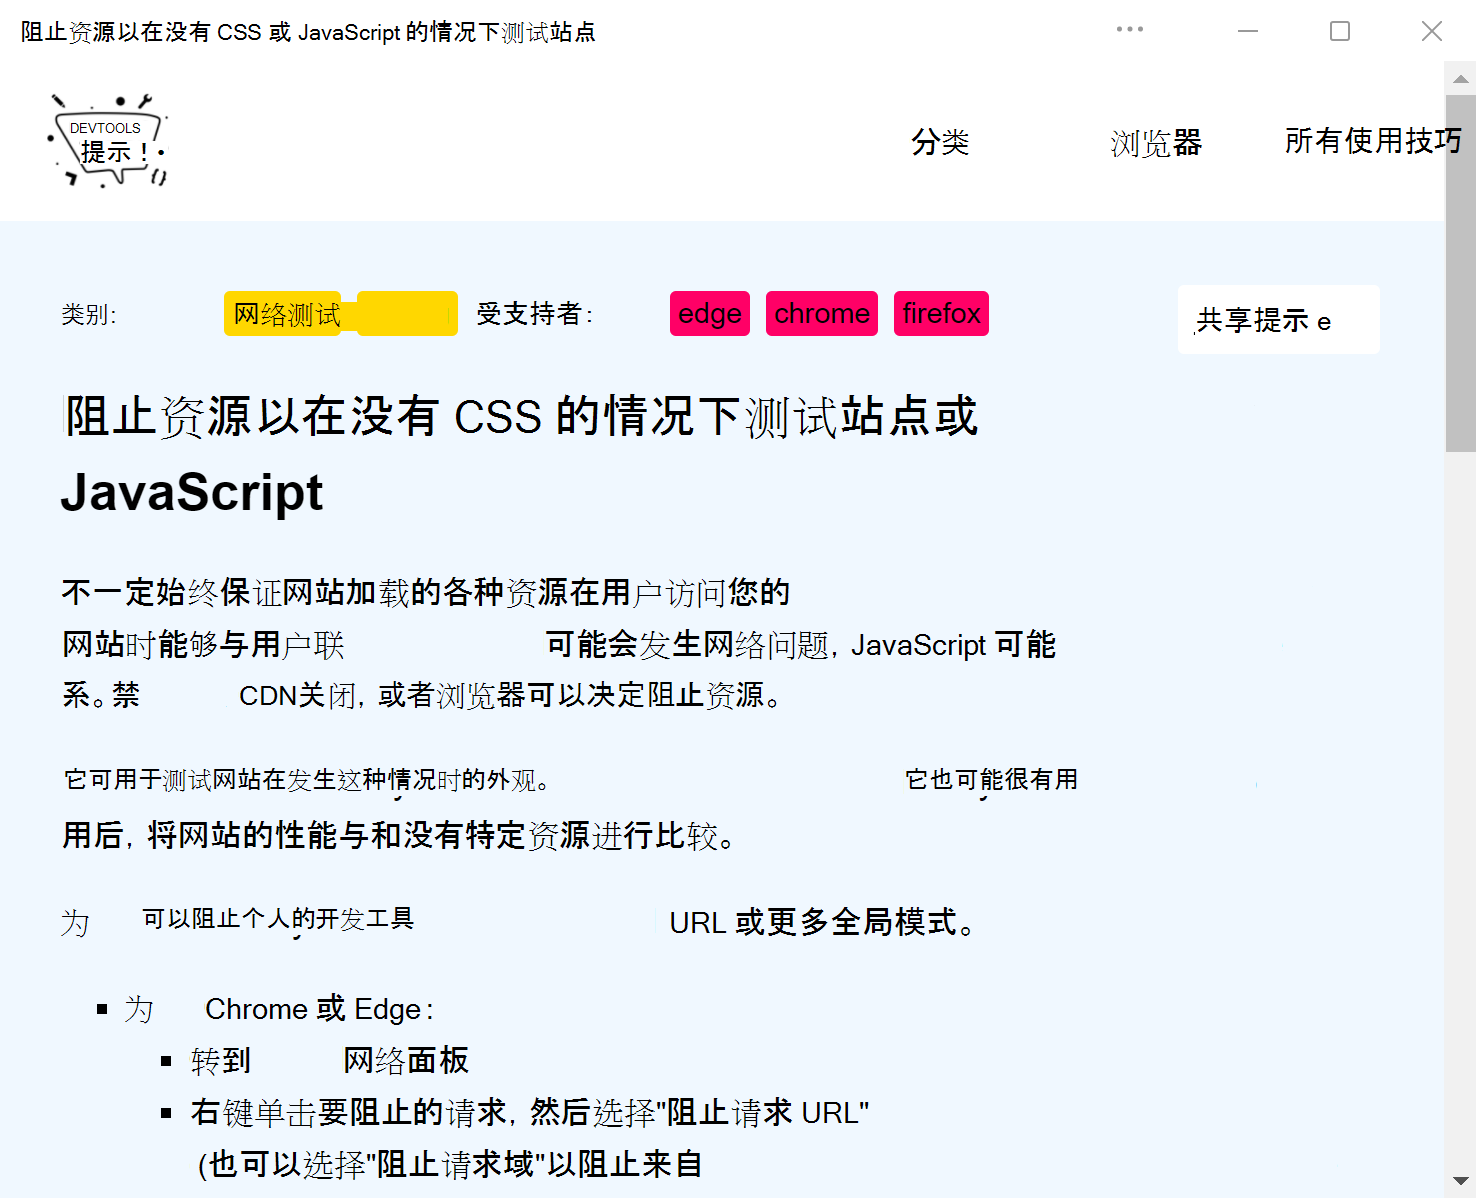 阻止资源以在没有 CSS 或 JavaScript 的情况下测试站点
DEVTOOLS
提示！
分类 浏览器 所有使用技巧
类别: 网络测试 受支持者: edge chrome firefox 共享提示 e
阻止资源以在没有 CSS 的情况下测试站点或
JavaScript
不一定始终保证网站加载的各种资源在用户访问您的
网站时能够与用户联 可能会发生网络问题, JavaScript 可能
系。禁 CDN关闭, 或者浏览器可以决定阻止资源。
它可用于测试网站在发生这种情况时的外观。 它也可能很有用
用后, 将网站的性能与和没有特定资源进行比较。
为 可以阻止个人的开发工具 URL 或更多全局模式。
为 Chrome 或 Edge:
转到 网络面板
右键单击要阻止的请求, 然后选择"阻止请求 URL"
(也可以选择"阻止请求域"以阻止来自